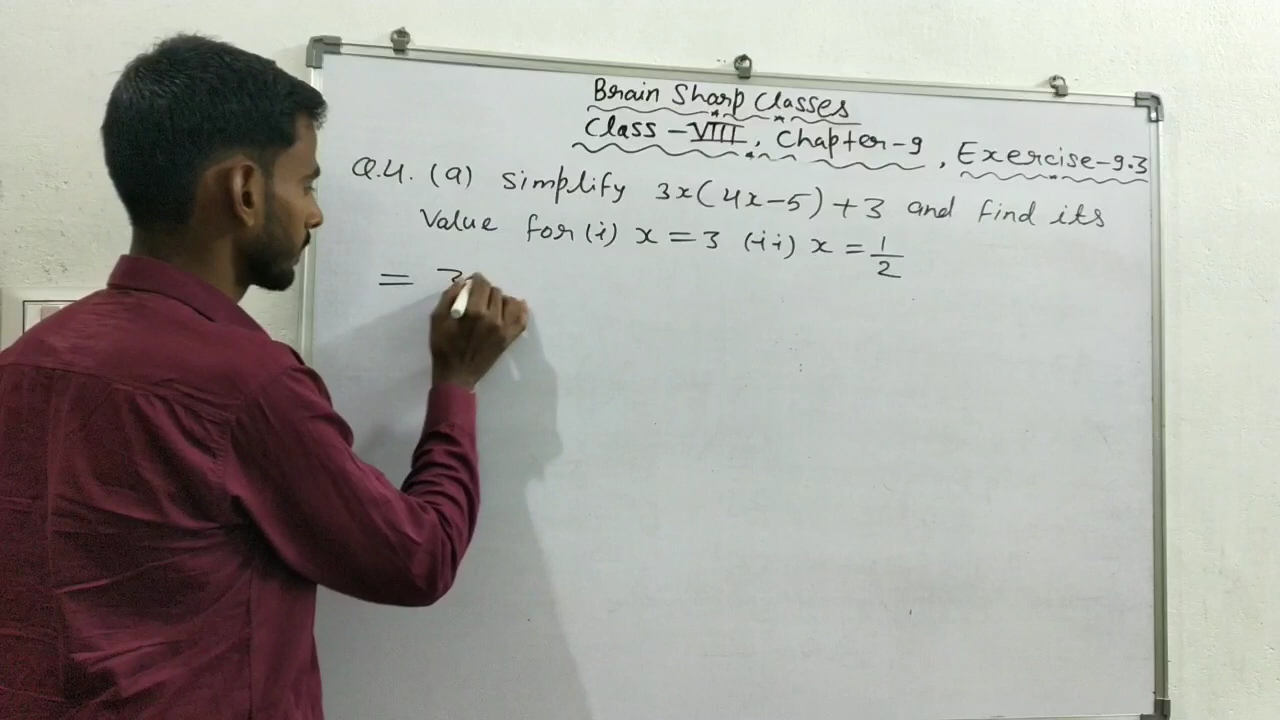 Brain Sharp Classes
Class - VIII, Chapter-9, Exercise-9.3
Q.4. (a) Simplify 3x(4x-5)+3 and find its
Value for (i) x = 3 (ii) x = 1/2
= 3